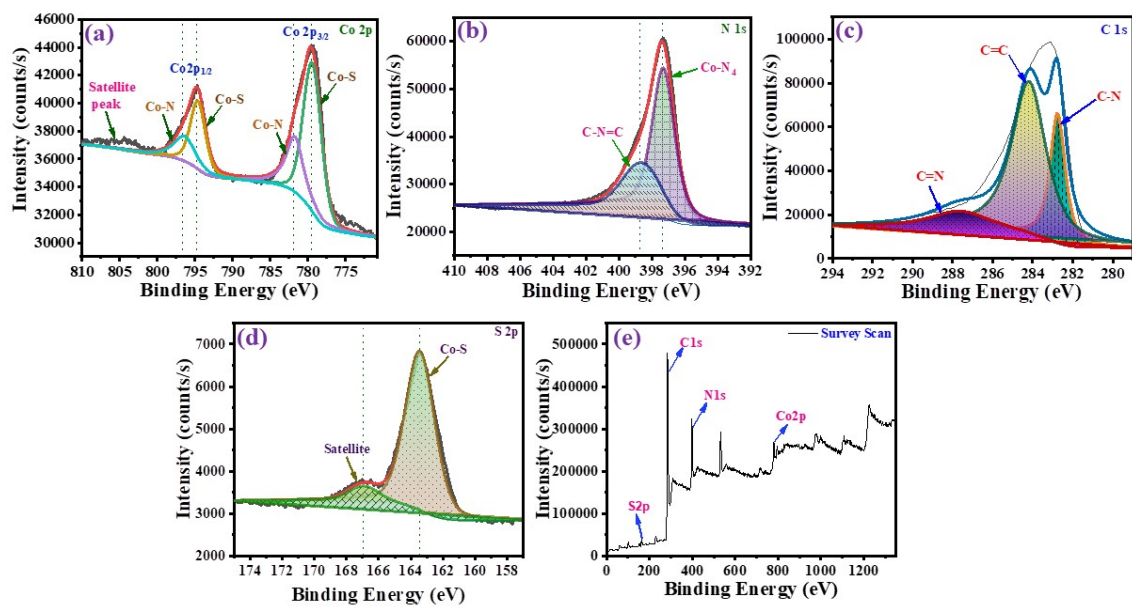 (a)
Co 2p
Co 2p3/2
Co2p1/2
Satellite
peak
Co-N
Co-S
Co-N
Co-S
46000
44000
42000
40000
38000
36000
34000
32000
30000
Intensity (counts/s)
810 805 800 795 790 785 780 775
Binding Energy (eV)
(b)
N 1s
Co-N4
C-N=C
60000
50000
40000
30000
20000
Intensity (counts/s)
410 408 406 404 402 400 398 396 394 392
Binding Energy (eV)
(c)
C 1s
C=C
C-N
C=N
100000
80000
60000
40000
20000
0
Intensity (counts/s)
294 292 290 288 286 284 282 280
Binding Energy (eV)
(d)
S 2p
Co-S
Satellite
7000
6000
5000
4000
3000
2000
Intensity (counts/s)
174 172 170 168 166 164 162 160 158
Binding Energy (eV)
(e)
Survey Scan
C1s
N1s
Co2p
S2p
500000
400000
300000
200000
100000
0
Intensity (counts/s)
0 200 400 600 800 1000 1200
Binding Energy (eV)